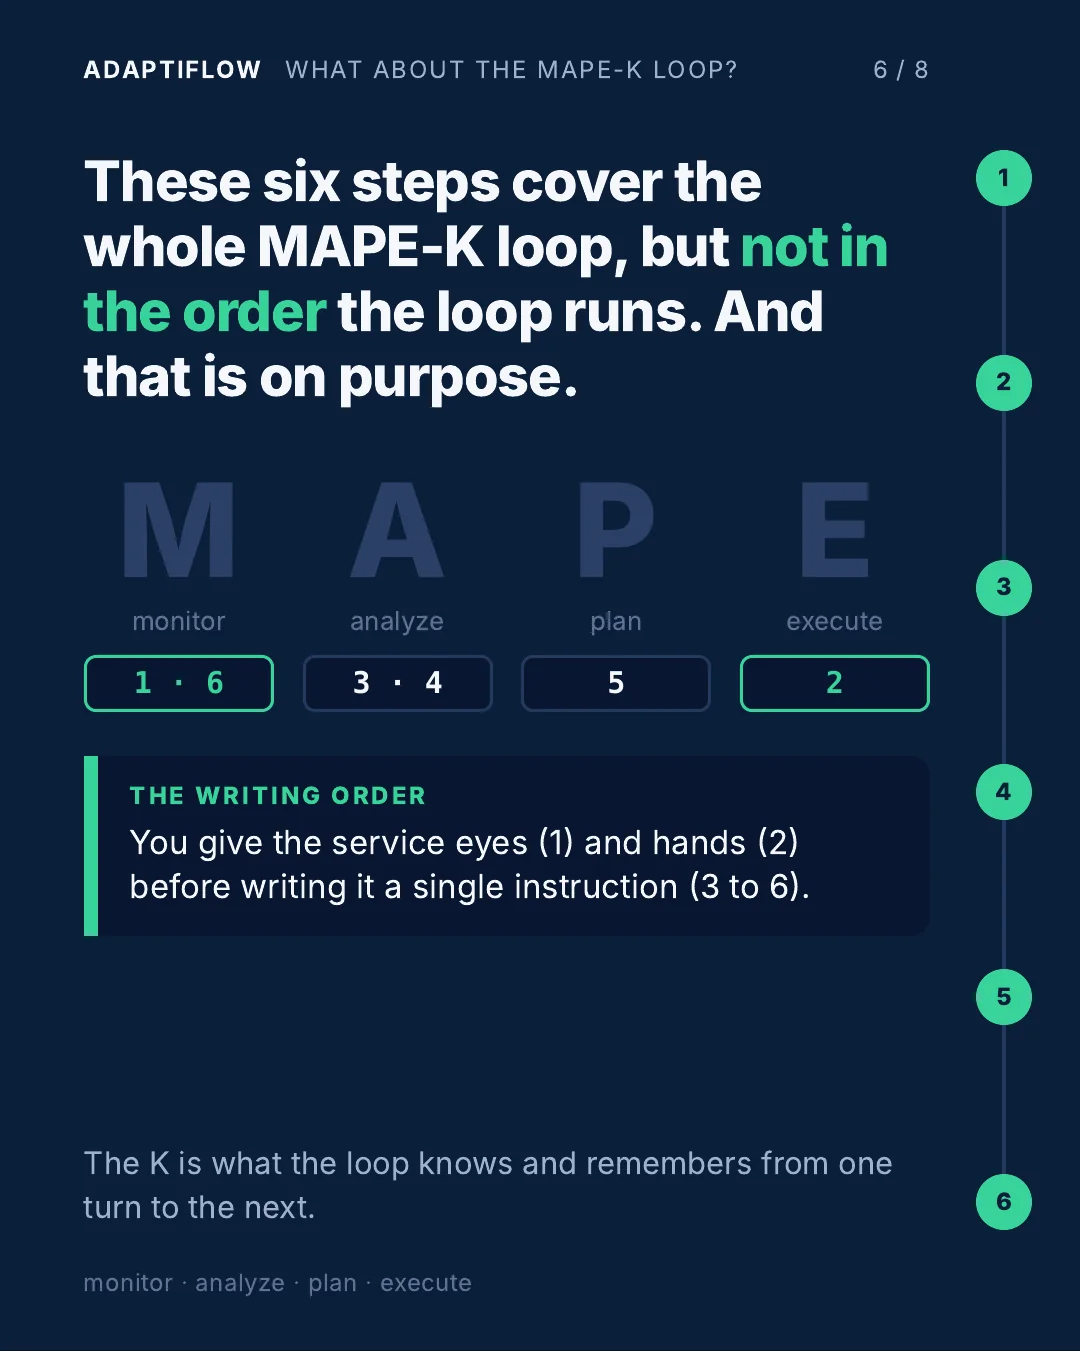 ADAPTIFLOW WHAT ABOUT THE MAPE-K LOOP? 6 / 8
These six steps cover the
whole MAPE-K loop, but not in
the order the loop runs. And
that is on purpose.
M A P E
monitor analyze plan execute
1 · 6 3 · 4 5 2
THE WRITING ORDER
You give the service eyes (1) and hands (2)
before writing it a single instruction (3 to 6).
The K is what the loop knows and remembers from one
turn to the next.
monitor · analyze · plan · execute
1
2
3
4
5
6